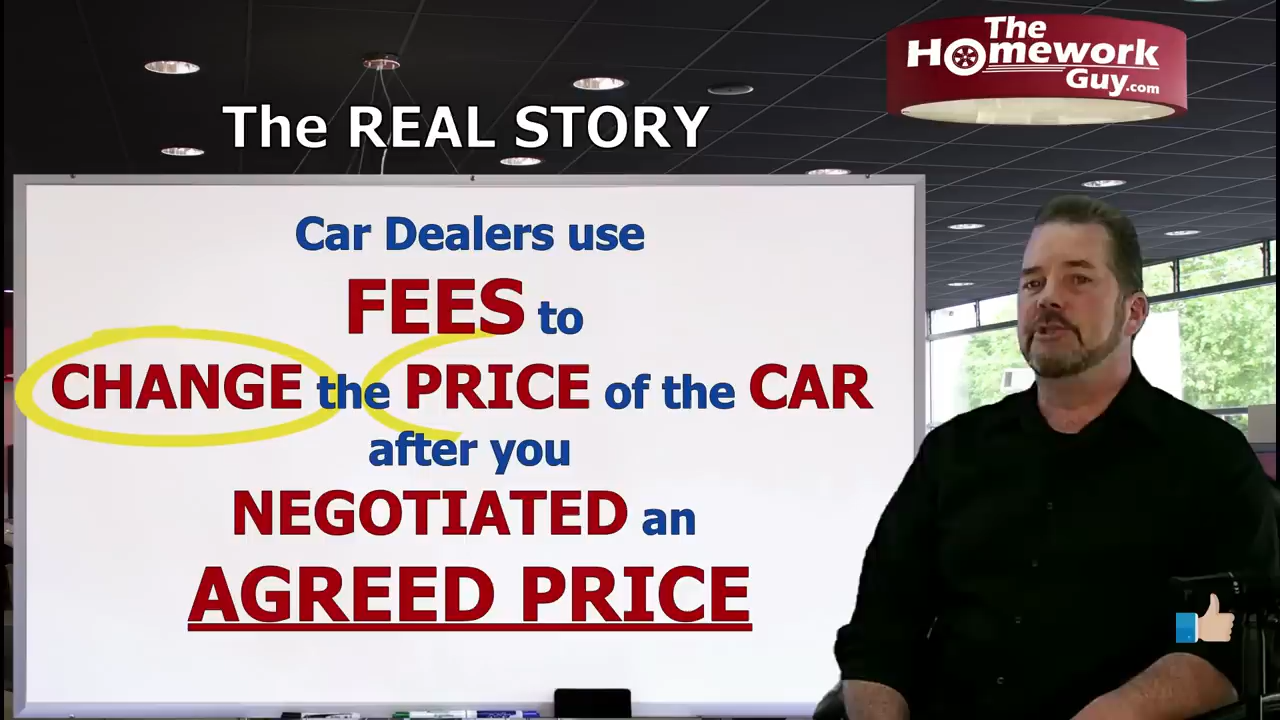 The REAL STORY
Car Dealers use
FEES to
CHANGE the PRICE of the CAR
after you
NEGOTIATED an
AGREED PRICE
The
HOmework
Guy.com